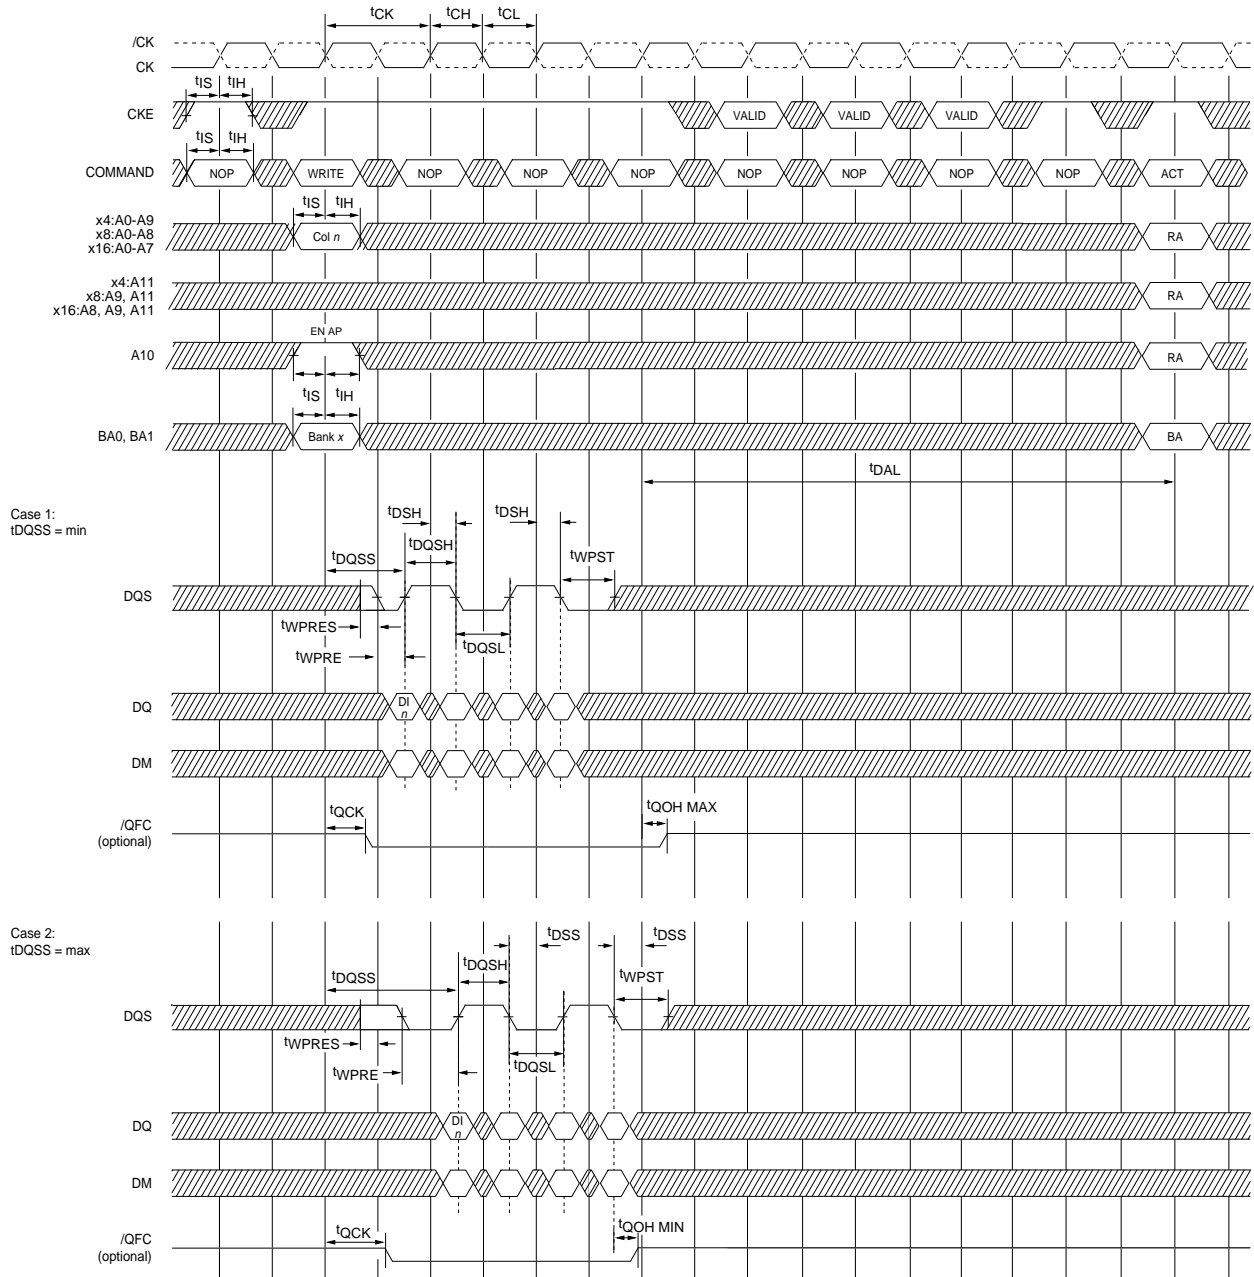 tCK tCH tCL
/CK
CK
tIS tIH
CKE VALID VALID VALID
tIS tIH
COMMAND NOP WRITE NOP NOP NOP NOP NOP NOP NOP ACT
tIS tIH
x4:A0-A9
x8:A0-A8
x16:A0-A7
Col n RA
x4:A11
x8:A9, A11
x16:A8, A9, A11
RA
EN AP
A10 RA
tIS tIH
BA0, BA1 Bank x BA
tDAL
Case 1:
tDQSS = min
tDSH tDSH
tDQSS tDQSH tWPST
DQS
tWPRES tDQSL
tWPRE
DQ DI
n
DM
/QFC
(optional)
tQCK tQOH MAX
Case 2:
tDQSS = max
tDSS tDSS
tDQSS tDQSH tWPST
DQS
tWPRES tDQSL
tWPRE
DQ DI
n
DM
/QFC
(optional)
tQCK tQOH MIN